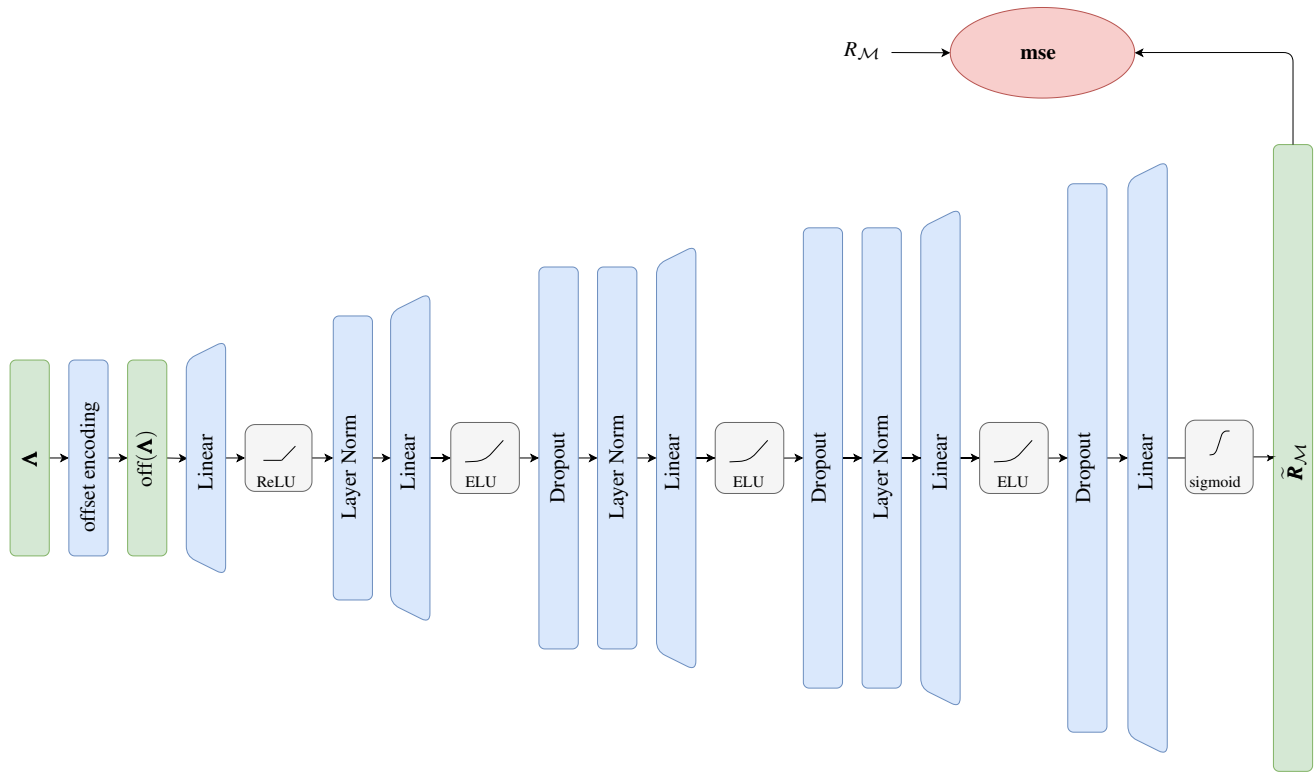 R_ℳ
mse
Λ
offset encoding
off(Λ)
Linear
ReLU
Layer Norm
Linear
ELU
Dropout
Layer Norm
Linear
ELU
Dropout
Layer Norm
Linear
ELU
Dropout
Linear
sigmoid
R̃_ℳ